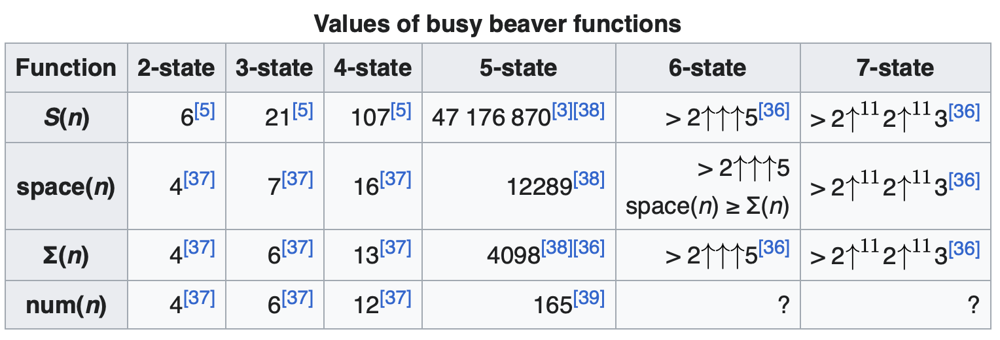 Values of busy beaver functions
Function 2-state 3-state 4-state 5-state 6-state 7-state
S(n) 6[5] 21[5] 107[5] 47 176 870[3][38] > 2↑↑↑5[36] > 2↑¹¹2↑¹¹3[36]
space(n) 4[37] 7[37] 16[37] 12289[38] > 2↑↑↑5 space(n) ≥ Σ(n) > 2↑¹¹2↑¹¹3[36]
Σ(n) 4[37] 6[37] 13[37] 4098[38][36] > 2↑↑↑5[36] > 2↑¹¹2↑¹¹3[36]
num(n) 4[37] 6[37] 12[37] 165[39] ? ?